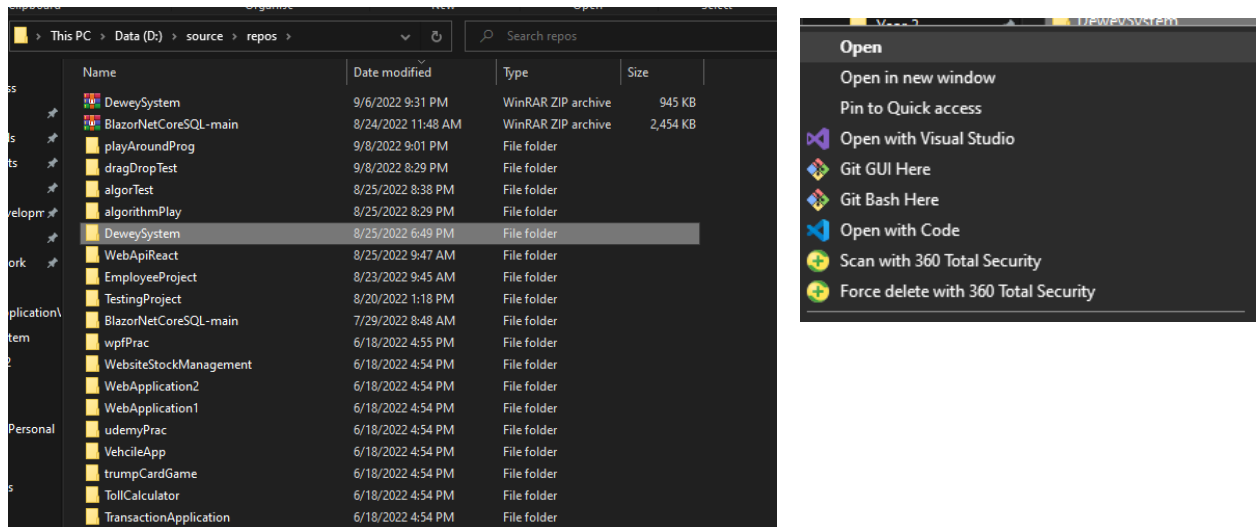 This PC > Data (D:) > source > repos >
Search repos
Name Date modified Type Size
DeweySystem 9/6/2022 9:31 PM WinRAR ZIP archive 945 KB
BlazorNetCoreSQL-main 8/24/2022 11:48 AM WinRAR ZIP archive 2,454 KB
playAroundProg 9/8/2022 9:01 PM File folder
dragDropTest 9/8/2022 8:29 PM File folder
algorTest 8/25/2022 8:38 PM File folder
algorithmPlay 8/25/2022 8:29 PM File folder
DeweySystem 8/25/2022 6:49 PM File folder
WebApiReact 8/25/2022 9:47 AM File folder
EmployeeProject 8/23/2022 9:45 AM File folder
TestingProject 8/20/2022 1:18 PM File folder
BlazorNetCoreSQL-main 7/29/2022 8:48 AM File folder
wpfPrac 6/18/2022 4:55 PM File folder
WebsiteStockManagement 6/18/2022 4:54 PM File folder
WebApplication2 6/18/2022 4:54 PM File folder
WebApplication1 6/18/2022 4:54 PM File folder
udemyPrac 6/18/2022 4:54 PM File folder
VehcileApp 6/18/2022 4:54 PM File folder
trumpCardGame 6/18/2022 4:54 PM File folder
TollCalculator 6/18/2022 4:54 PM File folder
TransactionApplication 6/18/2022 4:54 PM File folder
Personal
DeweySystem
Open
Open in new window
Pin to Quick access
Open with Visual Studio
Git GUI Here
Git Bash Here
Open with Code
Scan with 360 Total Security
Force delete with 360 Total Security